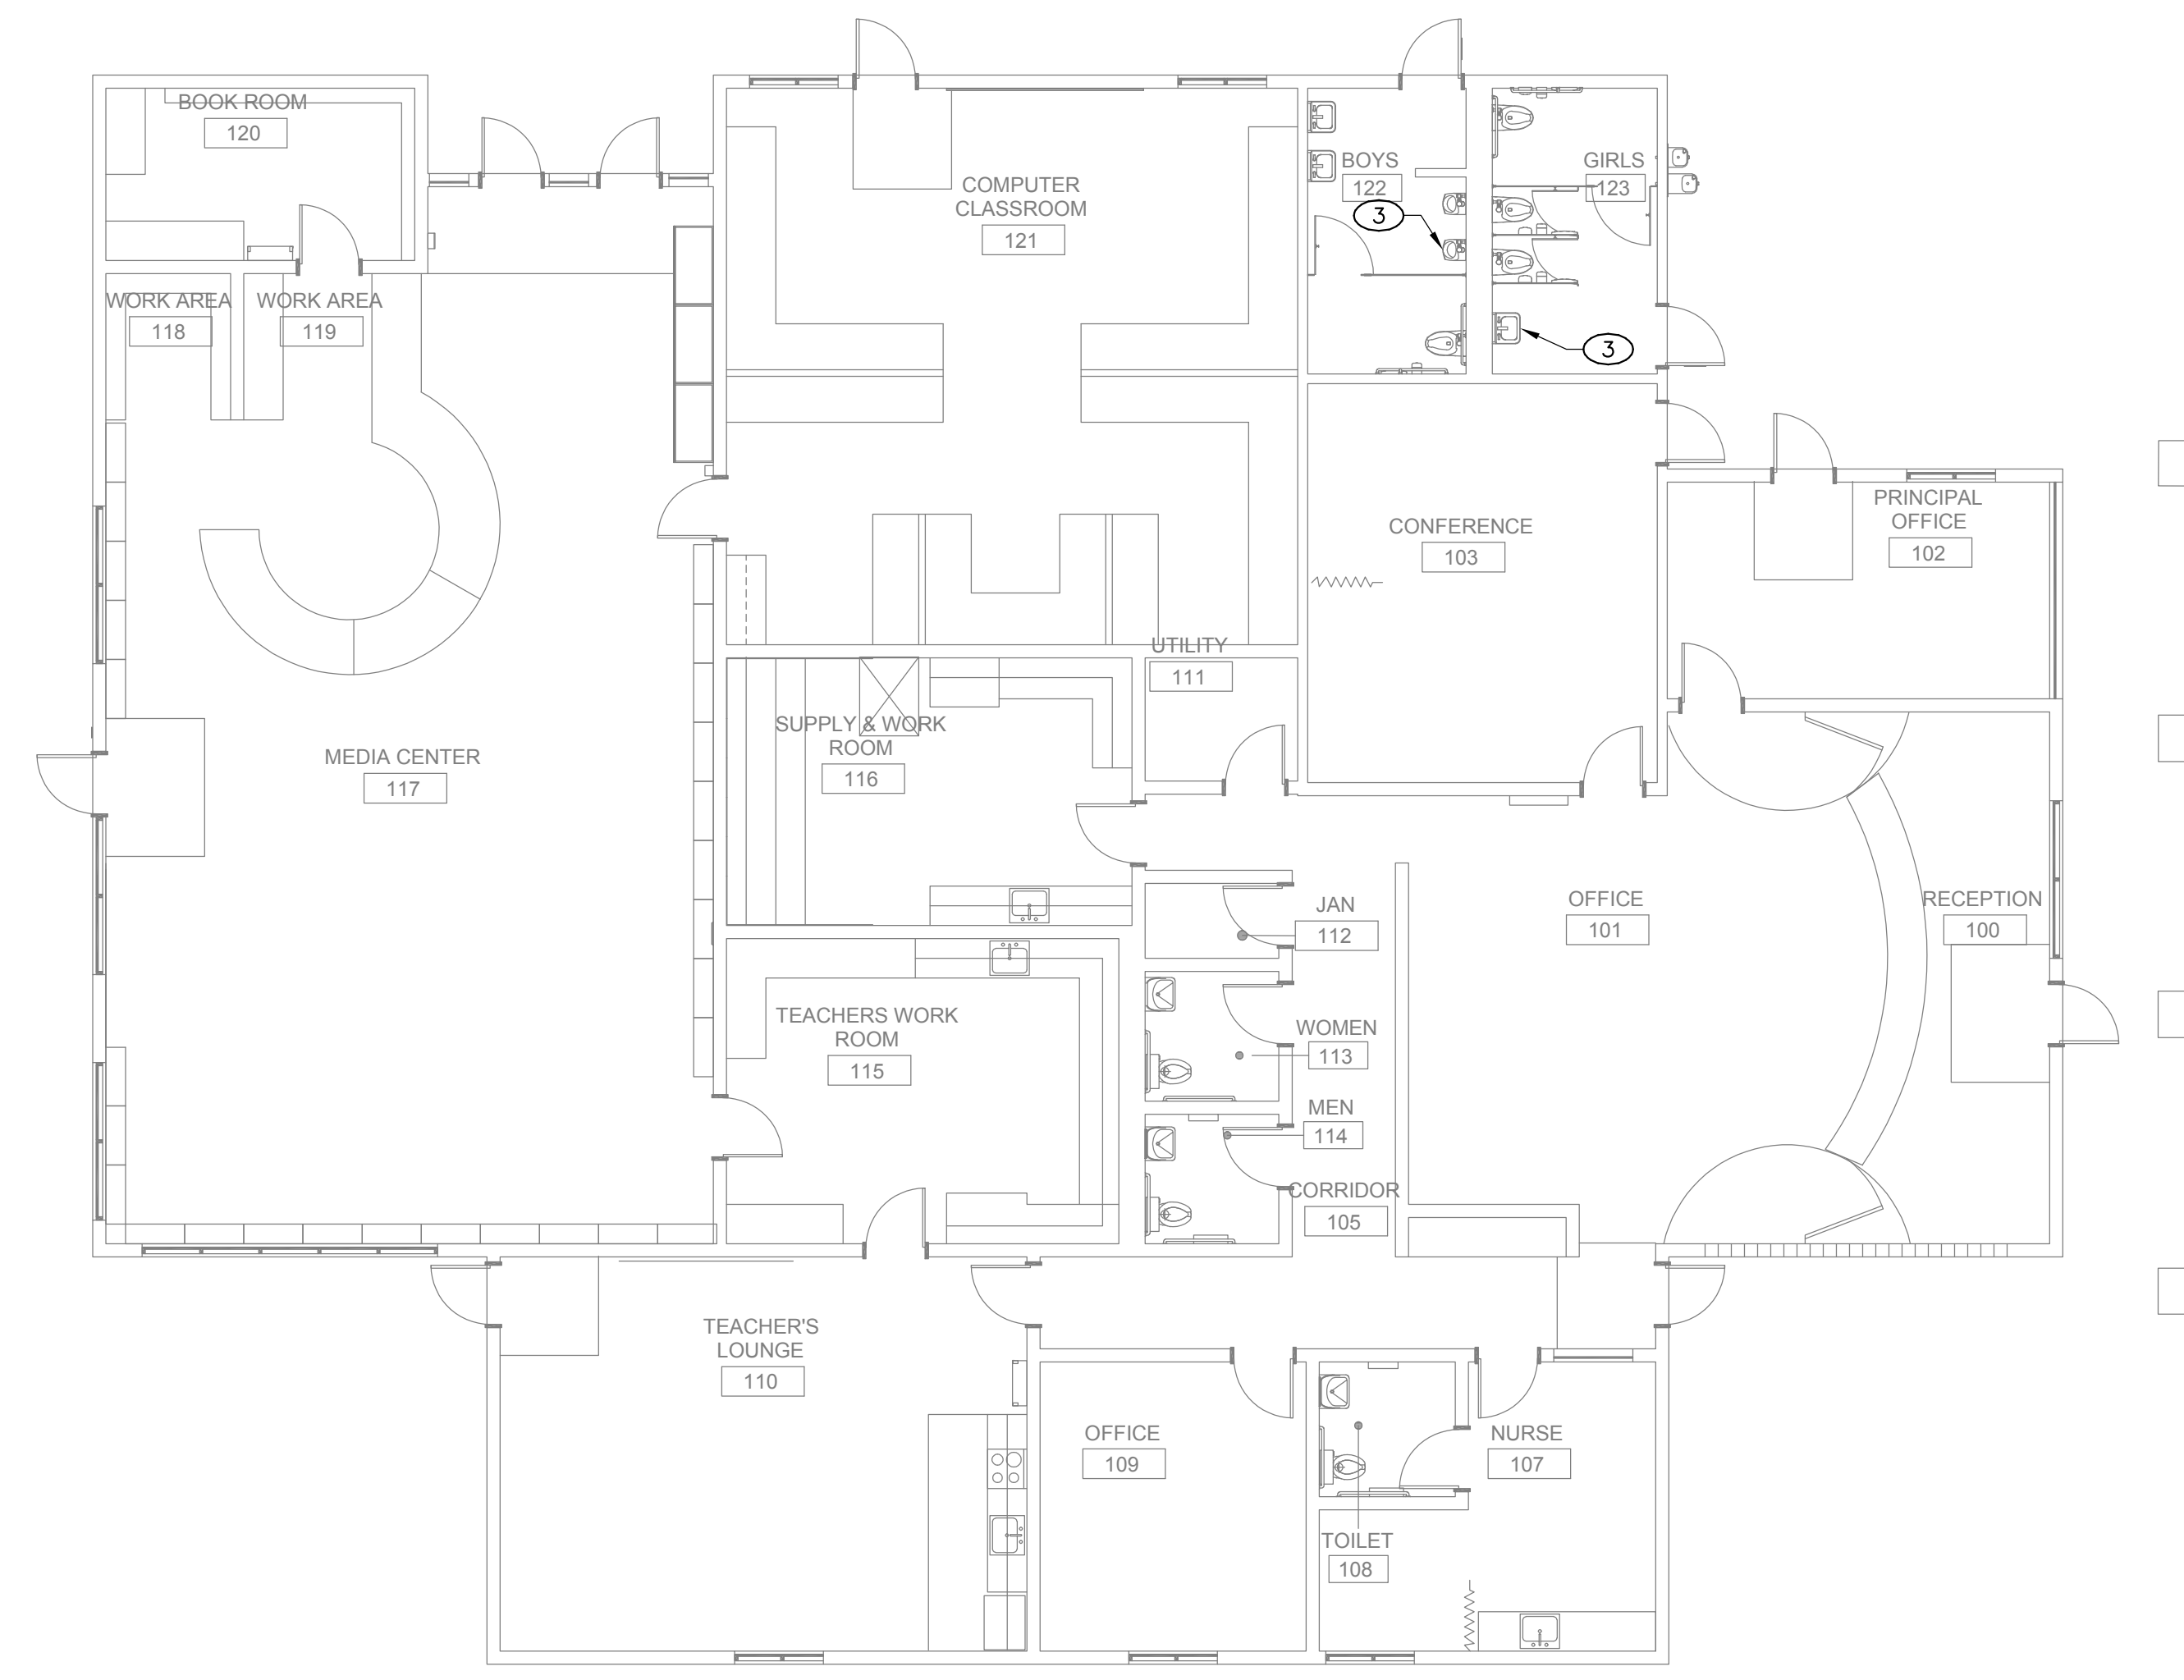 BOOK ROOM
120
BOYS
122
GIRLS
123
COMPUTER
CLASSROOM
121
3
WORK AREA
118
WORK AREA
119
3
PRINCIPAL
OFFICE
102
CONFERENCE
103
UTILITY
111
SUPPLY & WORK
ROOM
116
MEDIA CENTER
117
JAN
112
OFFICE
101
RECEPTION
100
TEACHERS WORK
ROOM
115
WOMEN
113
MEN
114
CORRIDOR
105
TEACHER'S
LOUNGE
110
OFFICE
109
NURSE
107
TOILET
108